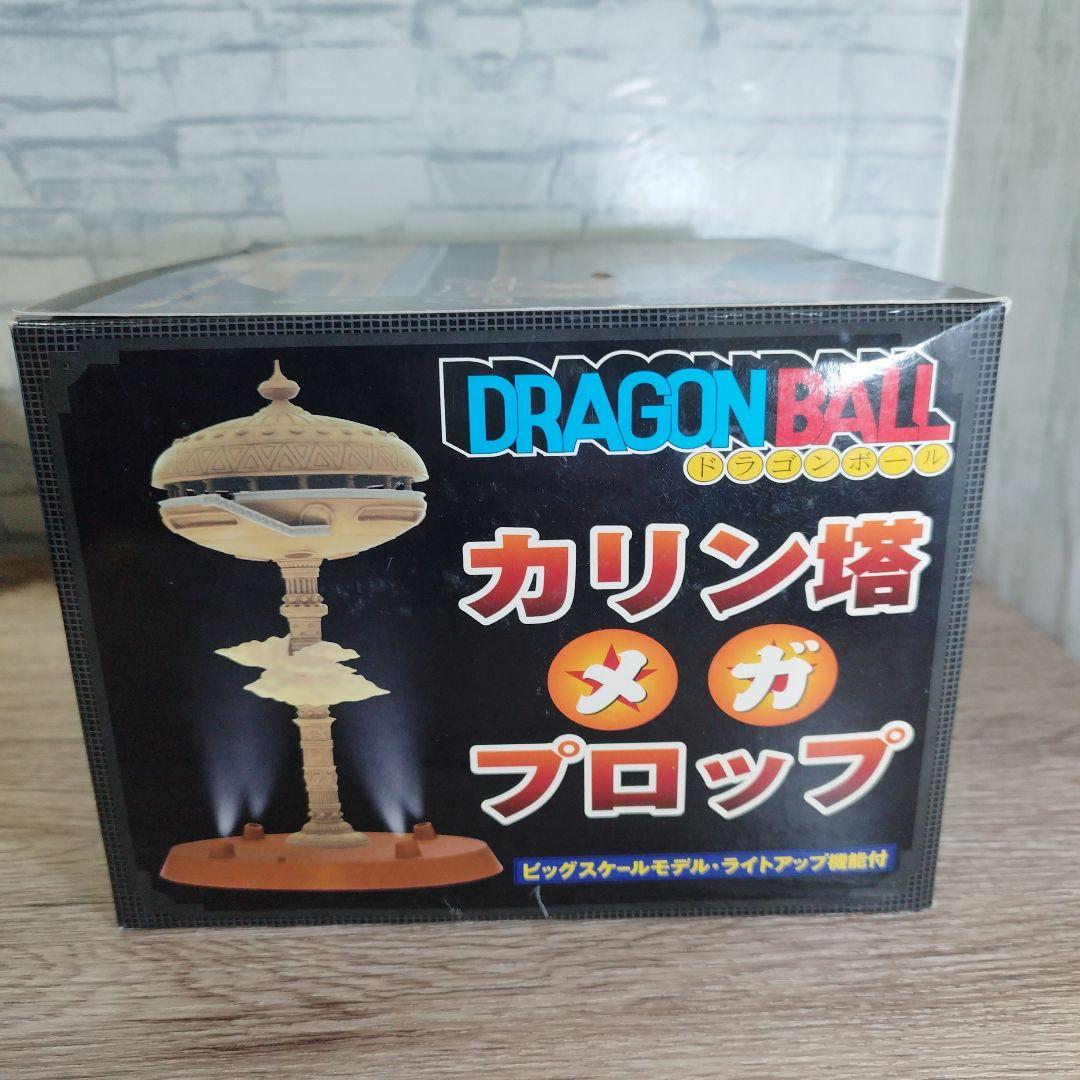 DRAGON BALL
ドラゴンボール
カリン塔
メガ
プロップ
ビッグスケールモデル・ライトアップ機能付